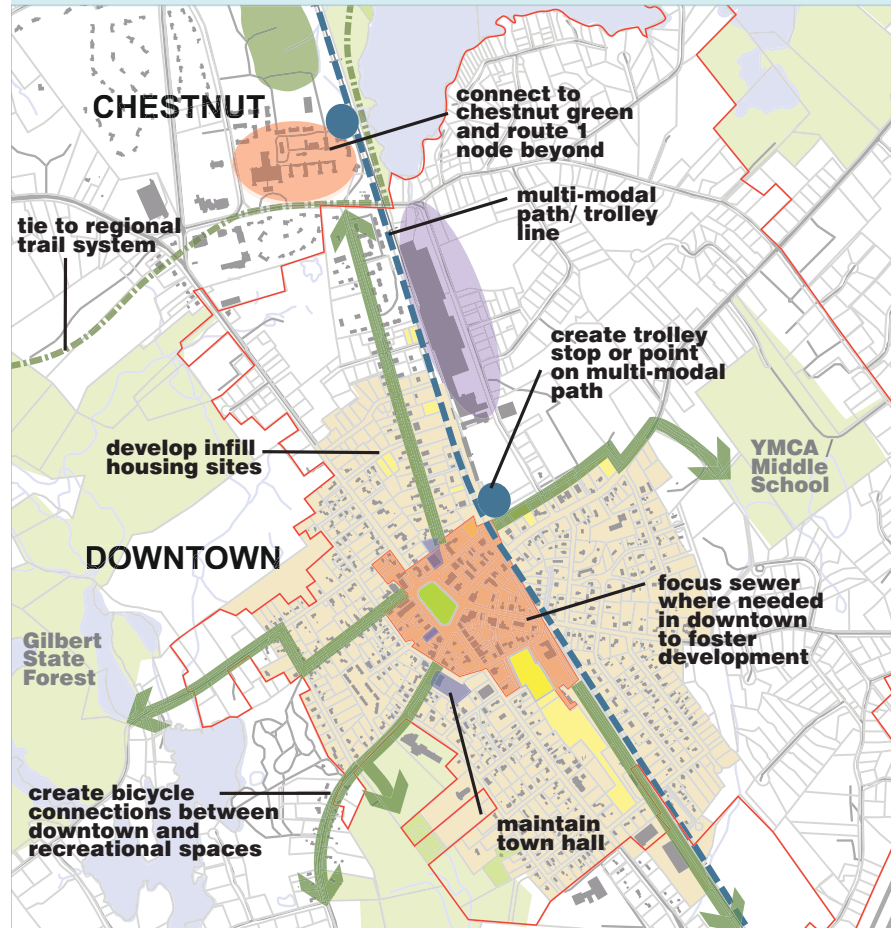 CHESTNUT
connect to
chestnut green
and route 1
node beyond
multi-modal
path/ trolley
line
tie to regional
trail system
create trolley
stop or point
on multi-modal
path
develop infill
housing sites
YMCA /
Middle
School
DOWNTOWN
focus sewer
where needed
in downtown
to foster
development
Gilbert
State
Forest
create bicycle
connections between
downtown and
recreational spaces
maintain
town hall